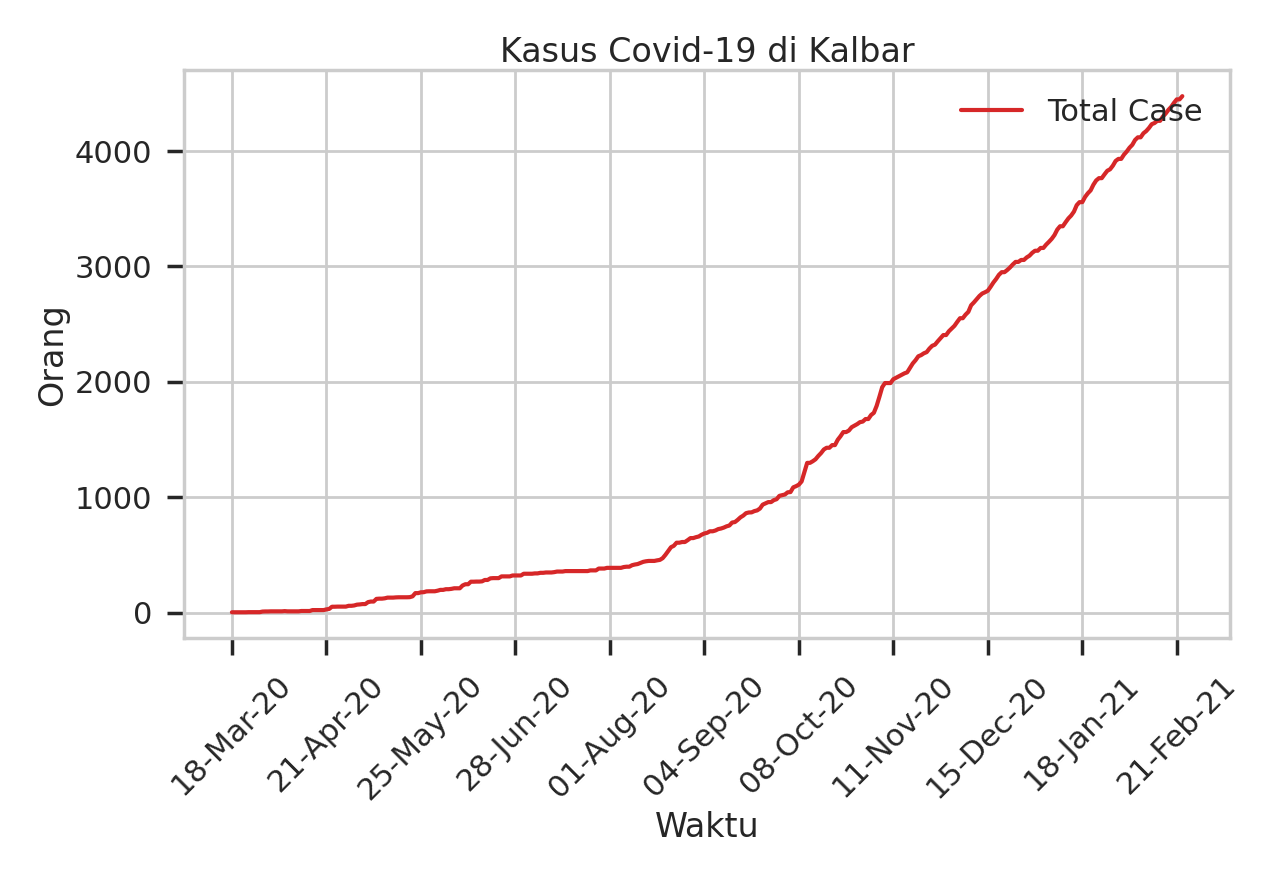 Kasus Covid-19 di Kalbar
Total Case
Orang
4000
3000
2000
1000
0
18-Mar-20
21-Apr-20
25-May-20
28-Jun-20
01-Aug-20
04-Sep-20
08-Oct-20
11-Nov-20
15-Dec-20
18-Jan-21
21-Feb-21
Waktu